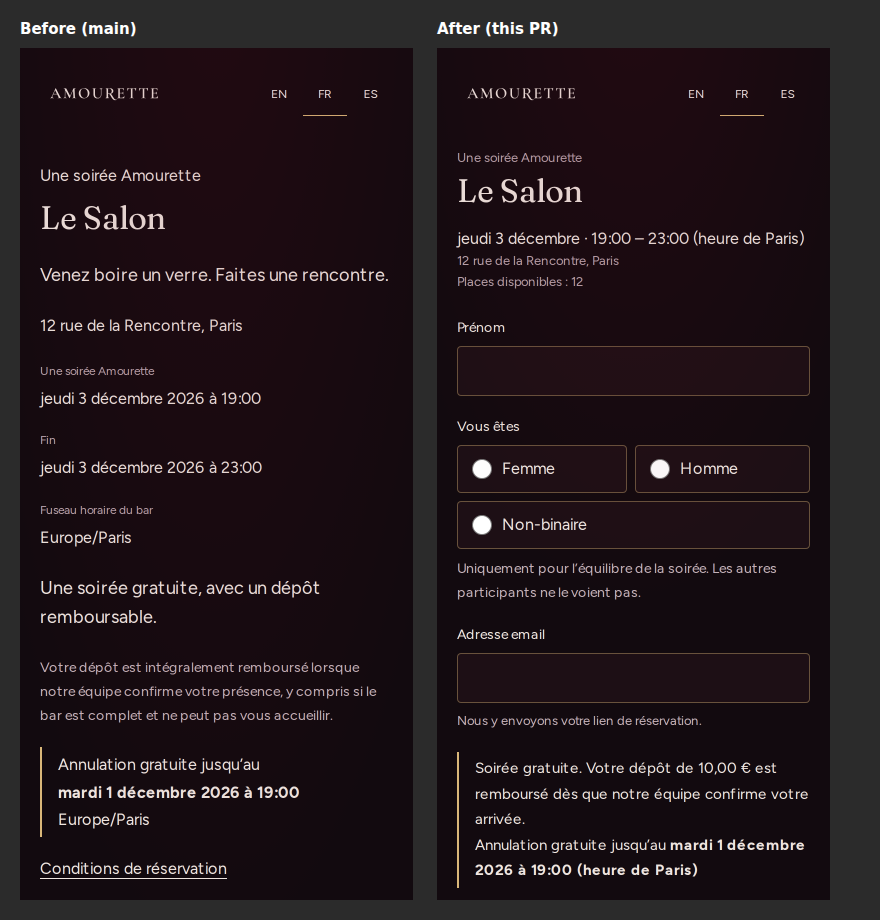 Before (main)
AMOURETTE
EN FR ES
Une soirée Amourette
Le Salon
Venez boire un verre. Faites une rencontre.
12 rue de la Rencontre, Paris
Une soirée Amourette
jeudi 3 décembre 2026 à 19:00
Fin
jeudi 3 décembre 2026 à 23:00
Fuseau horaire du bar
Europe/Paris
Une soirée gratuite, avec un dépôt
remboursable.
Votre dépôt est intégralement remboursé lorsque
notre équipe confirme votre présence, y compris si le
bar est complet et ne peut pas vous accueillir.
Annulation gratuite jusqu’au
mardi 1 décembre 2026 à 19:00
Europe/Paris
Conditions de réservation
After (this PR)
AMOURETTE
EN FR ES
Une soirée Amourette
Le Salon
jeudi 3 décembre · 19:00 – 23:00 (heure de Paris)
12 rue de la Rencontre, Paris
Places disponibles : 12
Prénom
Vous êtes
Femme
Homme
Non-binaire
Uniquement pour l’équilibre de la soirée. Les autres
participants ne le voient pas.
Adresse email
Nous y envoyons votre lien de réservation.
Soirée gratuite. Votre dépôt de 10,00 € est
remboursé dès que notre équipe confirme votre
arrivée.
Annulation gratuite jusqu’au mardi 1 décembre
2026 à 19:00 (heure de Paris)